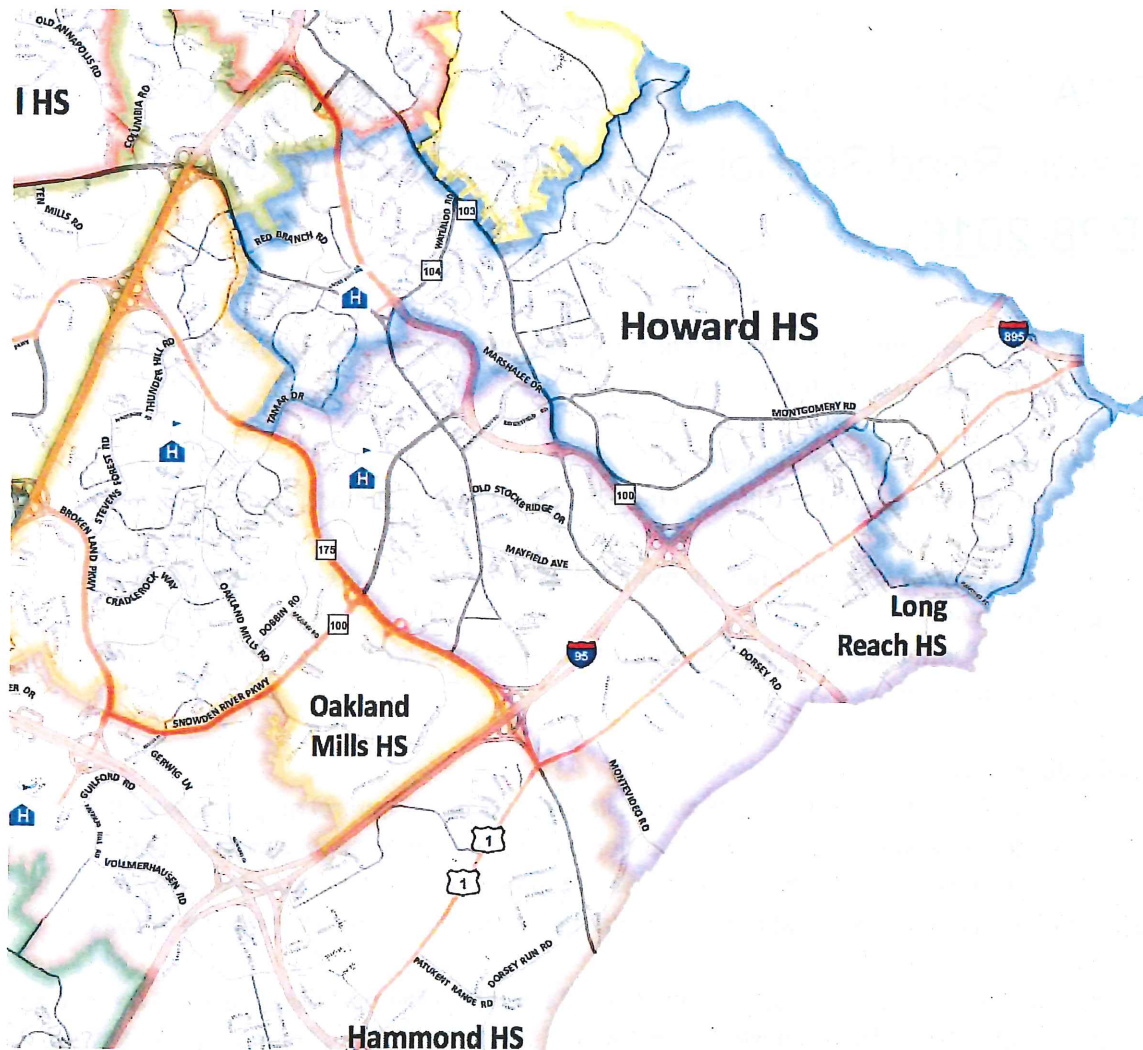 OLD ANNAPOLIS RD
COLUMBIA RD
l HS
TEN MILLS RD
RED BRANCH RD
WATERLOO RD
103
104
H
Howard HS
895
THUNDER HILL RD
TAMAR DR
MARSHALEE DR
MONTGOMERY RD
H
H
STEVENS FOREST RD
BROKEN LAND PKWY
OLD STOCKBRIDGE DR
100
175
MAYFIELD AVE
CRADLEROCK WAY
OAKLAND MILLS RD
DOBBIN RD
100
Long
Reach HS
95
DORSEY RD
ER DR
SNOWDEN RIVER PKWY
Oakland
Mills HS
GERWIG LN
GUILFORD RD
H
MONTEVIDEO RD
1
VOLLMERHAUSEN RD
1
PATUXENT RANGE RD
DORSEY RUN RD
Hammond HS